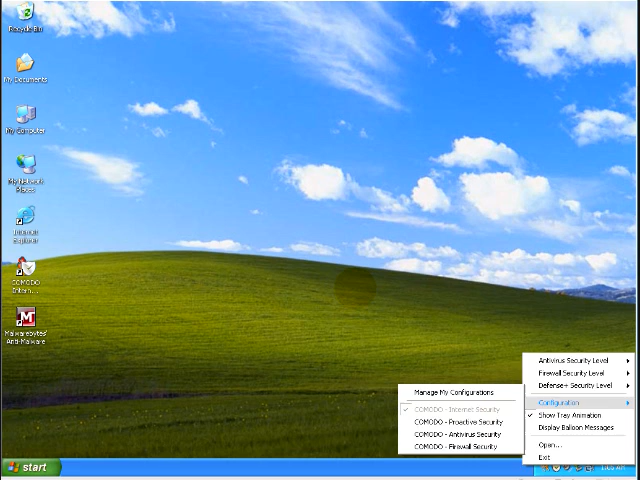 Recycle Bin
My Documents
My Computer
My Network
Places
Internet
Explorer
COMODO
Intern...
Malwarebytes'
Anti-Malware
Antivirus Security Level
Firewall Security Level
Defense+ Security Level
Manage My Configurations
Configuration
COMODO - Internet Security
Show Tray Animation
COMODO - Proactive Security
Display Balloon Messages
COMODO - Antivirus Security
Open...
COMODO - Firewall Security
Exit
start